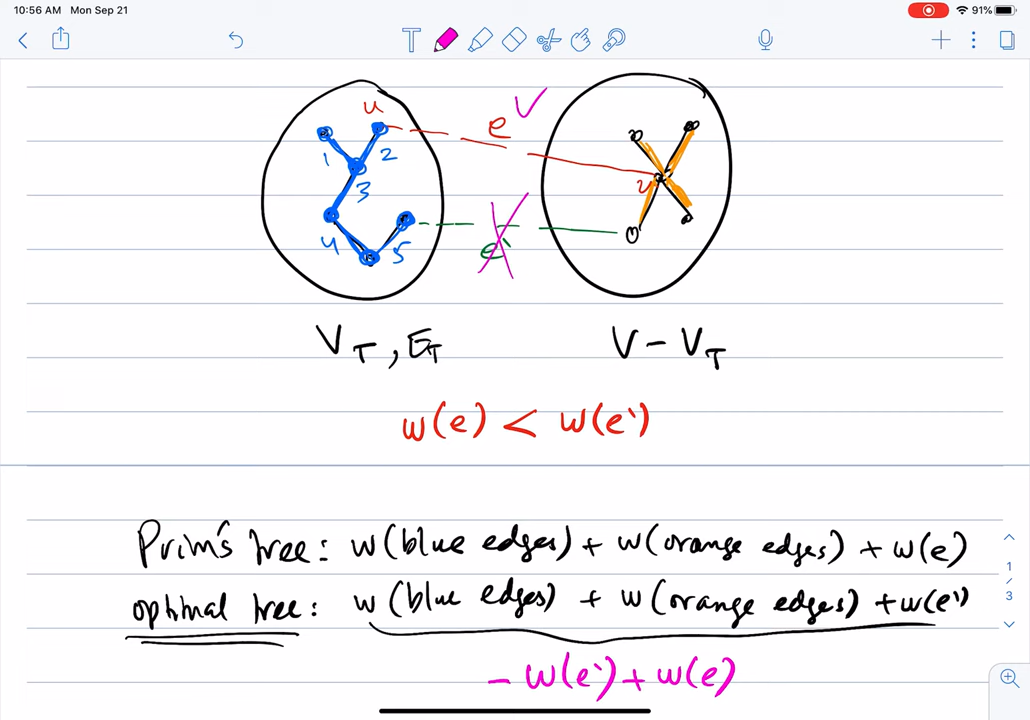 10:56 AM Mon Sep 21
91%
T
u
e
1
2
3
4
5
e'
V_T , E_T
V - V_T
w(e) < w(e')
Prim's tree: w(blue edges) + w(orange edges) + w(e)
optimal tree: w(blue edges) + w(orange edges) + w(e')
- w(e') + w(e)
1
/
3